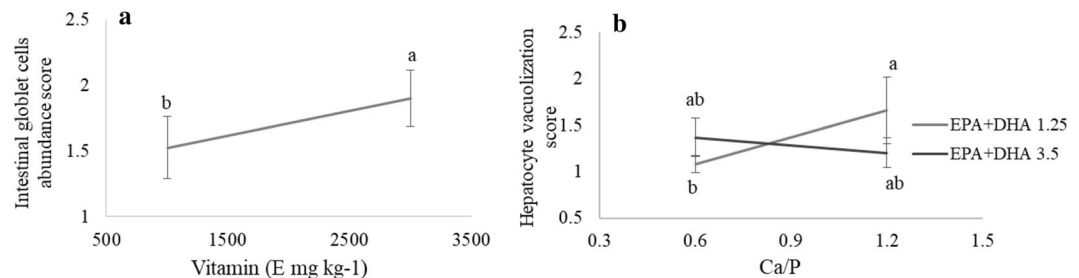 a
Intestinal globlet cells
abundance score
2.5
2
1.5
1
b
a
500
1500
2500
3500
Vitamin (E mg kg-1)
b
Hepatocyte vacuolization
score
2.5
2
1.5
1
0.5
ab
b
a
ab
EPA+DHA 1.25
EPA+DHA 3.5
0.3
0.6
0.9
1.2
1.5
Ca/P